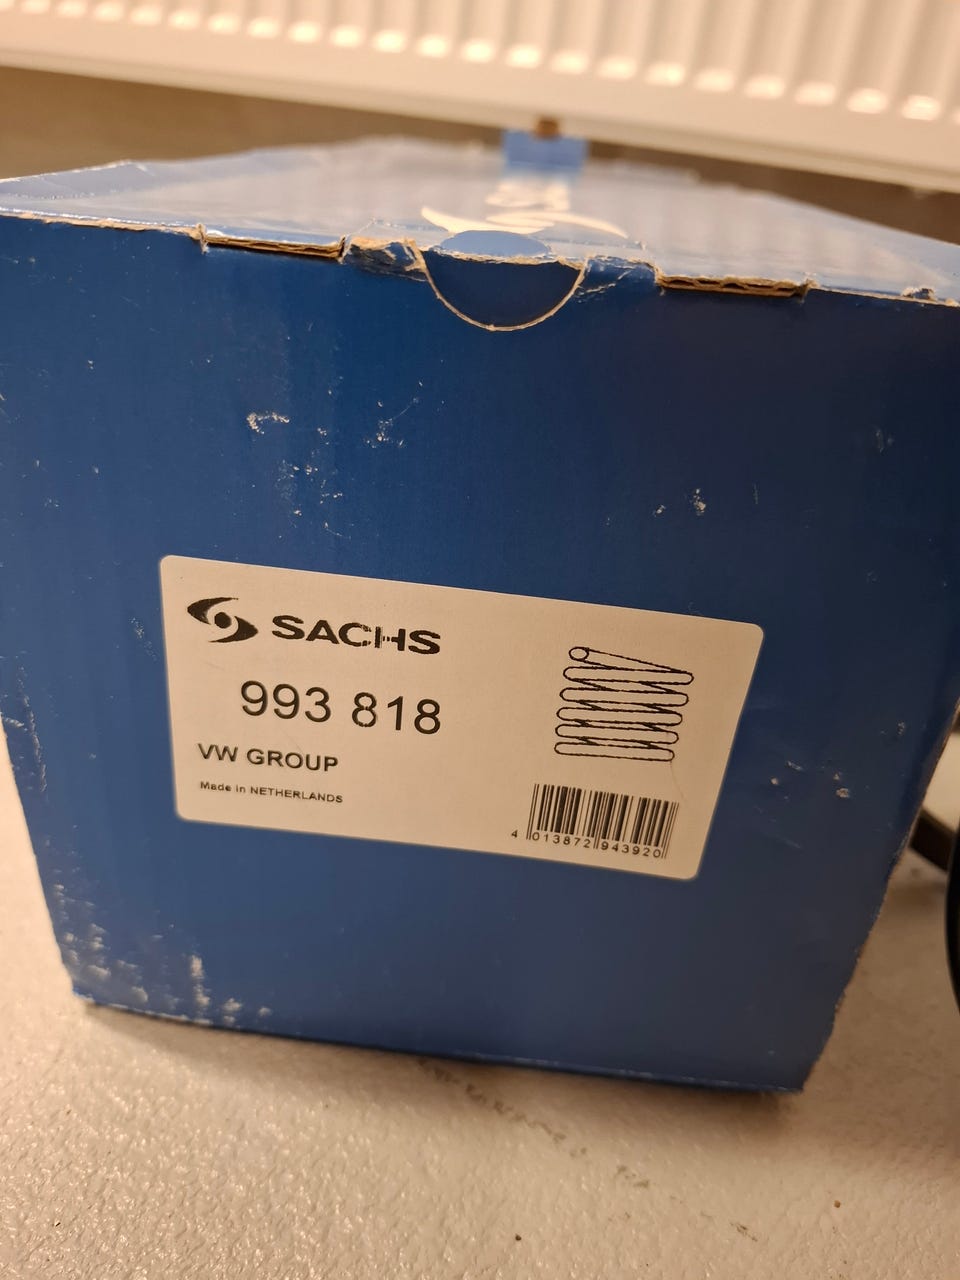 SACHS
993 818
VW GROUP
Made in NETHERLANDS
4 013872 943920